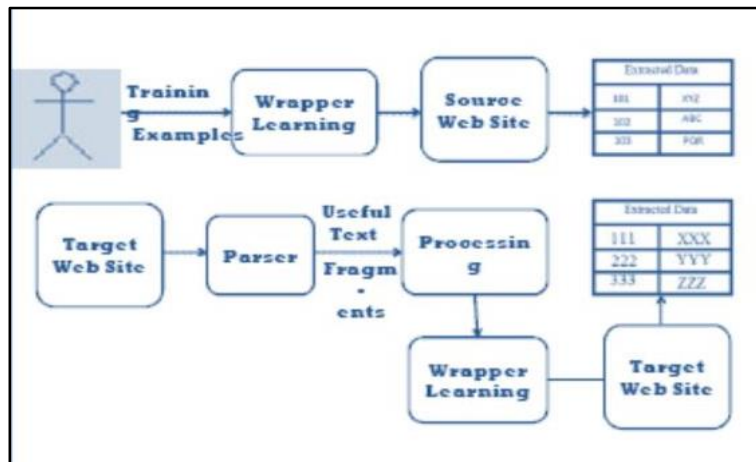 Trainin
g
Examples
Wrapper
Learning
Source
Web Site
Extracted Data
101 XYZ
102 ABC
103 PQR
Target
Web Site
Parser
Useful
Text
Fragm
-
ents
Processin
g
Wrapper
Learning
Target
Web Site
Extracted Data
111 XXX
222 YYY
333 ZZZ